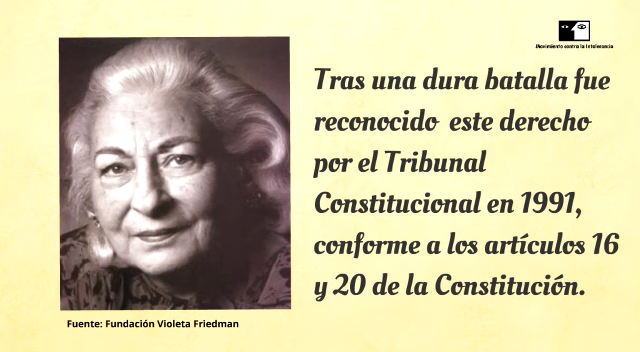 Movimiento contra la Intolerancia
Tras una dura batalla fue
reconocido este derecho
por el Tribunal
Constitucional en 1991,
conforme a los artículos 16
y 20 de la Constitución.
Fuente: Fundación Violeta Friedman